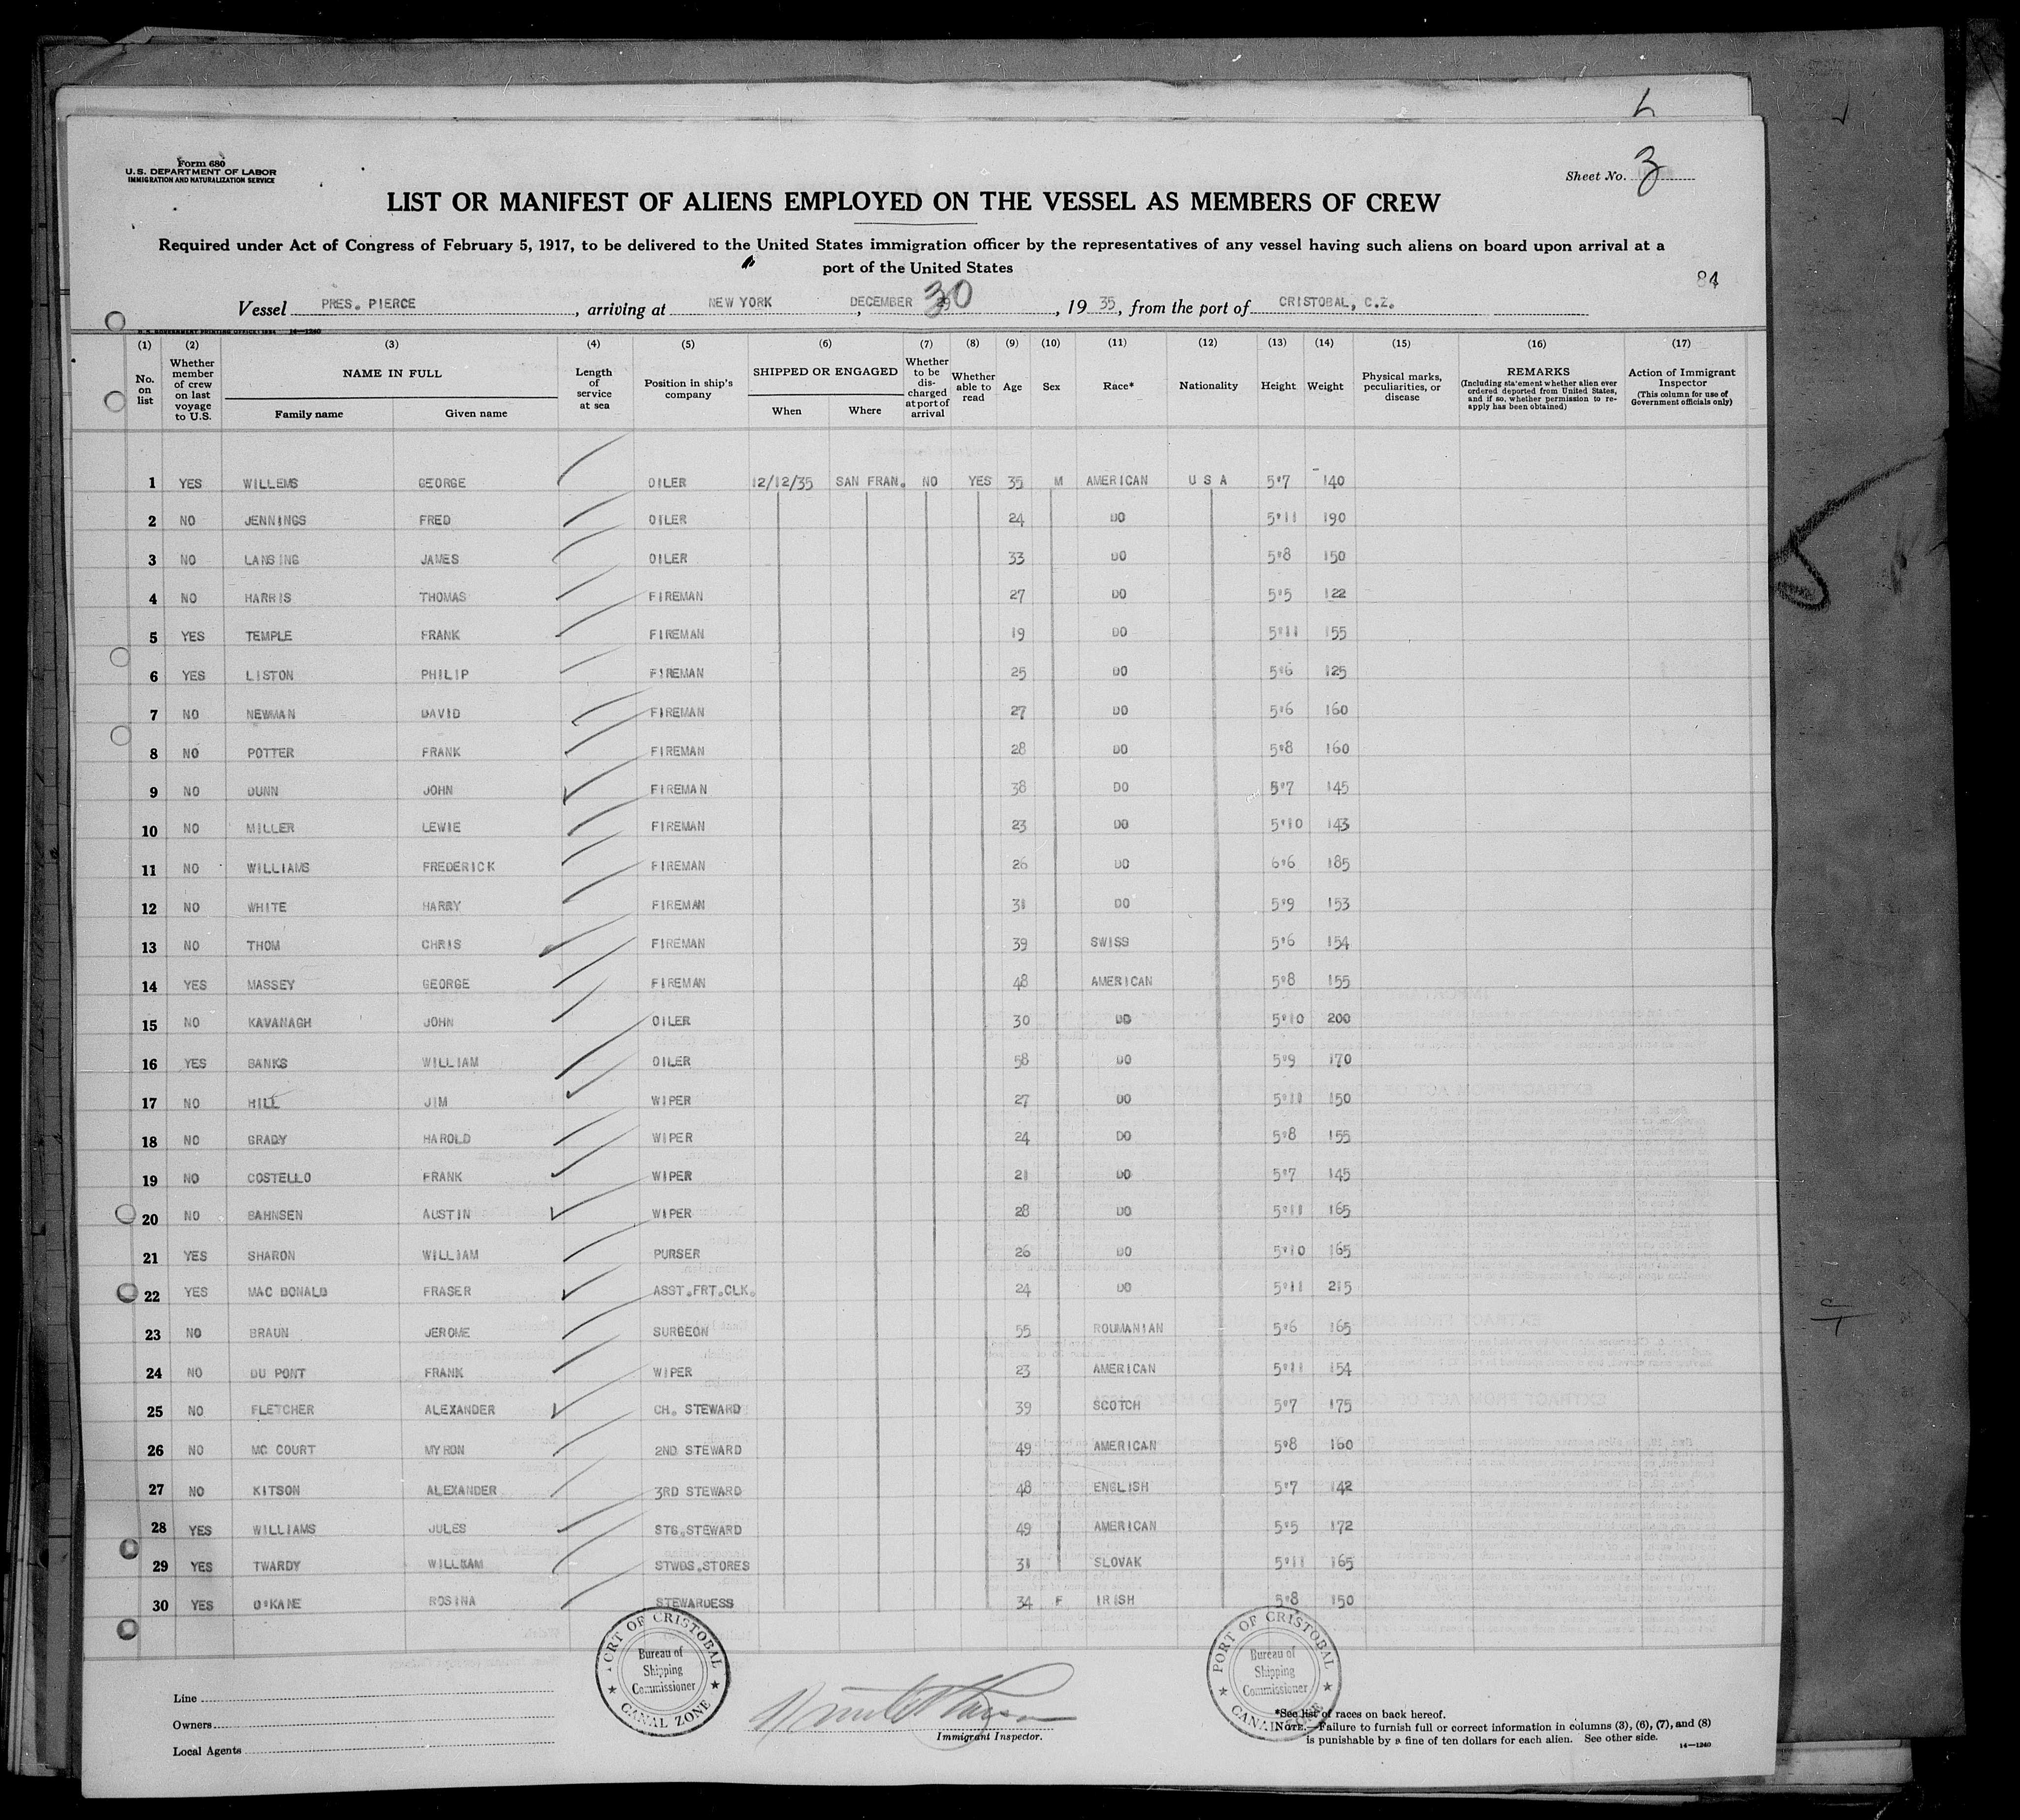 Form 680
U.S. DEPARTMENT OF LABOR
IMMIGRATION AND NATURALIZATION SERVICE
Sheet No. 3
LIST OR MANIFEST OF ALIENS EMPLOYED ON THE VESSEL AS MEMBERS OF CREW
Required under Act of Congress of February 5, 1917, to be delivered to the United States immigration officer by the representatives of any vessel having such aliens on board upon arrival at a
port of the United States
84
Vessel PRES. PIERCE, arriving at NEW YORK DECEMBER 30, 1935, from the port of CRISTOBAL, C.Z.
(1) (2) (3) (4) (5) (6) (7) (8) (9) (10) (11) (12) (13) (14) (15) (16) (17)
No. on list Whether member of crew on last voyage to U.S. NAME IN FULL Family name Given name Length of service at sea Position in ship's company SHIPPED OR ENGAGED When Where Whether to be discharged at port of arrival Whether able to read Age Sex Race* Nationality Height Weight Physical marks, peculiarities, or disease REMARKS (Including statement whether alien ever ordered deported from United States, and if so, whether permission to reapply has been obtained) Action of Immigrant Inspector (This column for use of Government officials only)
1 YES WILLEMS GEORGE OILER 12/12/35 SAN FRAN. NO YES 35 M AMERICAN U S A 5'7 140
2 NO JENNINGS FRED OILER 24 DO 5'11 190
3 NO LANSING JAMES OILER 33 DO 5'8 150
4 NO HARRIS THOMAS FIREMAN 27 DO 5'5 122
5 YES TEMPLE FRANK FIREMAN 19 DO 5'11 155
6 YES LISTON PHILIP FIREMAN 25 DO 5'6 125
7 NO NEWMAN DAVID FIREMAN 27 DO 5'6 160
8 NO POTTER FRANK FIREMAN 28 DO 5'8 160
9 NO DUNN JOHN FIREMAN 38 DO 5'7 145
10 NO MILLER LEWIE FIREMAN 23 DO 5'10 143
11 NO WILLIAMS FREDERICK FIREMAN 26 DO 6'6 185
12 NO WHITE HARRY FIREMAN 31 DO 5'9 153
13 NO THOM CHRIS FIREMAN 39 SWISS 5'6 154
14 YES MASSEY GEORGE FIREMAN 48 AMERICAN 5'8 155
15 NO KAVANAGH JOHN OILER 30 DO 5'10 200
16 YES BANKS WILLIAM OILER 58 DO 5'9 170
17 NO HILL JIM WIPER 27 DO 5'11 150
18 NO GRADY HAROLD WIPER 24 DO 5'8 155
19 NO COSTELLO FRANK WIPER 21 DO 5'7 145
20 NO BAHNSEN AUSTIN WIPER 28 DO 5'11 165
21 YES SHARON WILLIAM PURSER 26 DO 5'10 165
22 YES MAC DONALD FRASER ASST.FRT.CLK. 24 DO 5'11 215
23 NO BRAUN JEROME SURGEON 55 ROUMANIAN 5'6 165
24 NO DU PONT FRANK WIPER 23 AMERICAN 5'11 154
25 NO FLETCHER ALEXANDER CH. STEWARD 39 SCOTCH 5'7 175
26 NO MC COURT MYRON 2ND STEWARD 49 AMERICAN 5'8 160
27 NO KITSON ALEXANDER 3RD STEWARD 48 ENGLISH 5'7 142
28 YES WILLIAMS JULES STG.STEWARD 49 AMERICAN 5'5 172
29 YES TWARDY WILLIAM STWDS.STORES 31 SLOVAK 5'11 165
30 YES O'KANE ROSINA STEWARDESS 34 F IRISH 5'8 150
PORT OF CRISTOBAL Bureau of Shipping Commissioner CANAL ZONE
PORT OF CRISTOBAL Bureau of Shipping Commissioner CANAL ZONE
Line
Owners
Local Agents
Immigrant Inspector.
*See list of races on back hereof.
NOTE.—Failure to furnish full or correct information in columns (3), (6), (7), and (8)
is punishable by a fine of ten dollars for each alien. See other side.
14—1240